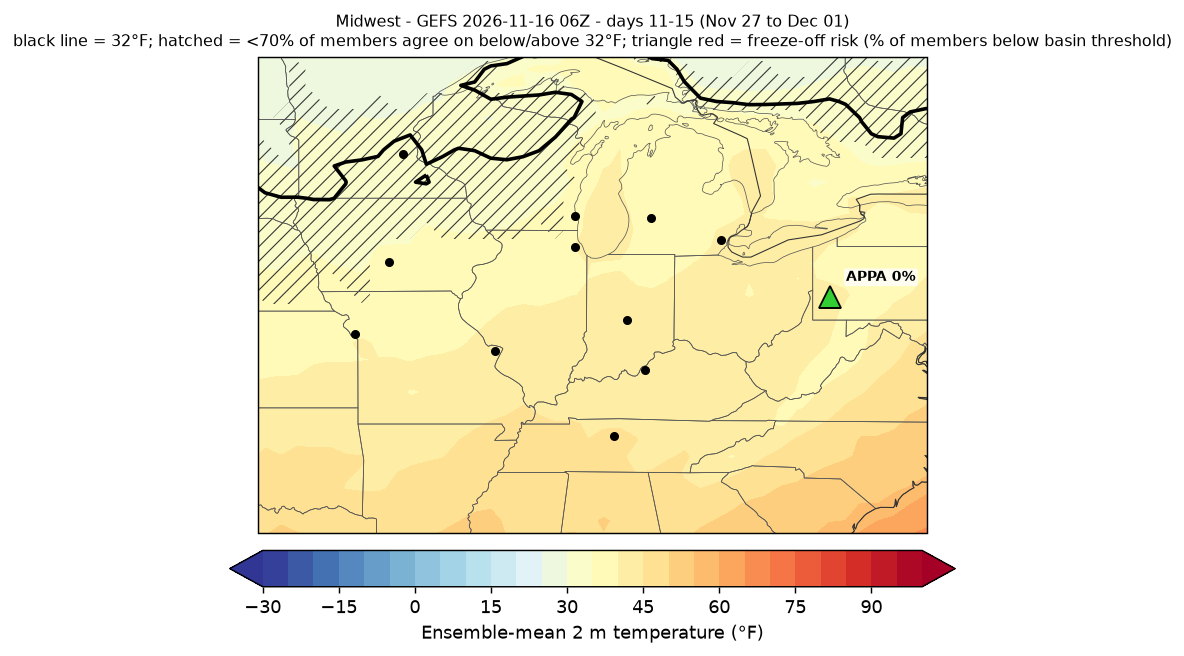 Midwest - GEFS 2026-11-16 06Z - days 11-15 (Nov 27 to Dec 01)
black line = 32°F; hatched = <70% of members agree on below/above 32°F; triangle red = freeze-off risk (% of members below basin threshold)
APPA 0%
−30 −15 0 15 30 45 60 75 90
Ensemble-mean 2 m temperature (°F)